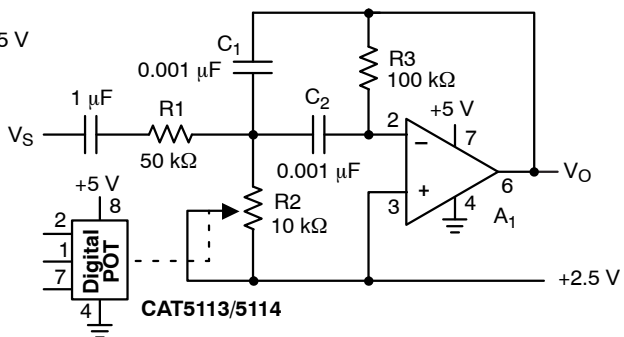 5 V
C1
0.001 µF
R3
100 kΩ
1 µF
R1
C2
+5 V
VS
50 kΩ
0.001 µF
2
7
–
+
3
4
6
VO
A1
+5 V
8
R2
10 kΩ
2
1
7
Digital
POT
4
CAT5113/5114
+2.5 V